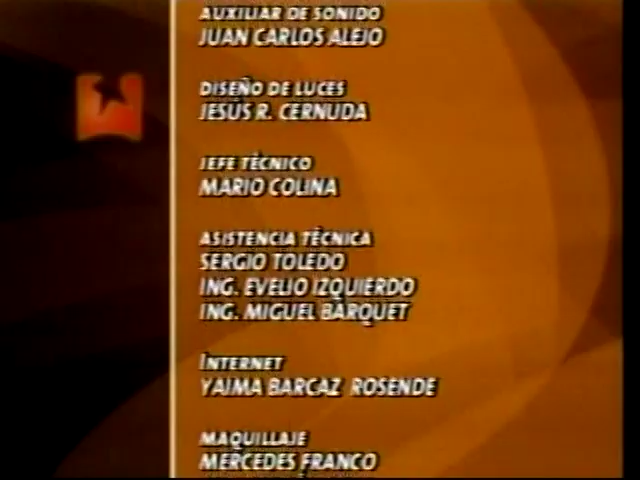 AUXILIAR DE SONIDO
JUAN CARLOS ALEJO
DISEÑO DE LUCES
JESÚS R. CERNUDA
JEFE TÉCNICO
MARIO COLINA
ASISTENCIA TÉCNICA
SERGIO TOLEDO
ING. EVELIO IZQUIERDO
ING. MIGUEL BARQUET
INTERNET
YAIMA BARCAZ ROSENDE
MAQUILLAJE
MERCEDES FRANCO